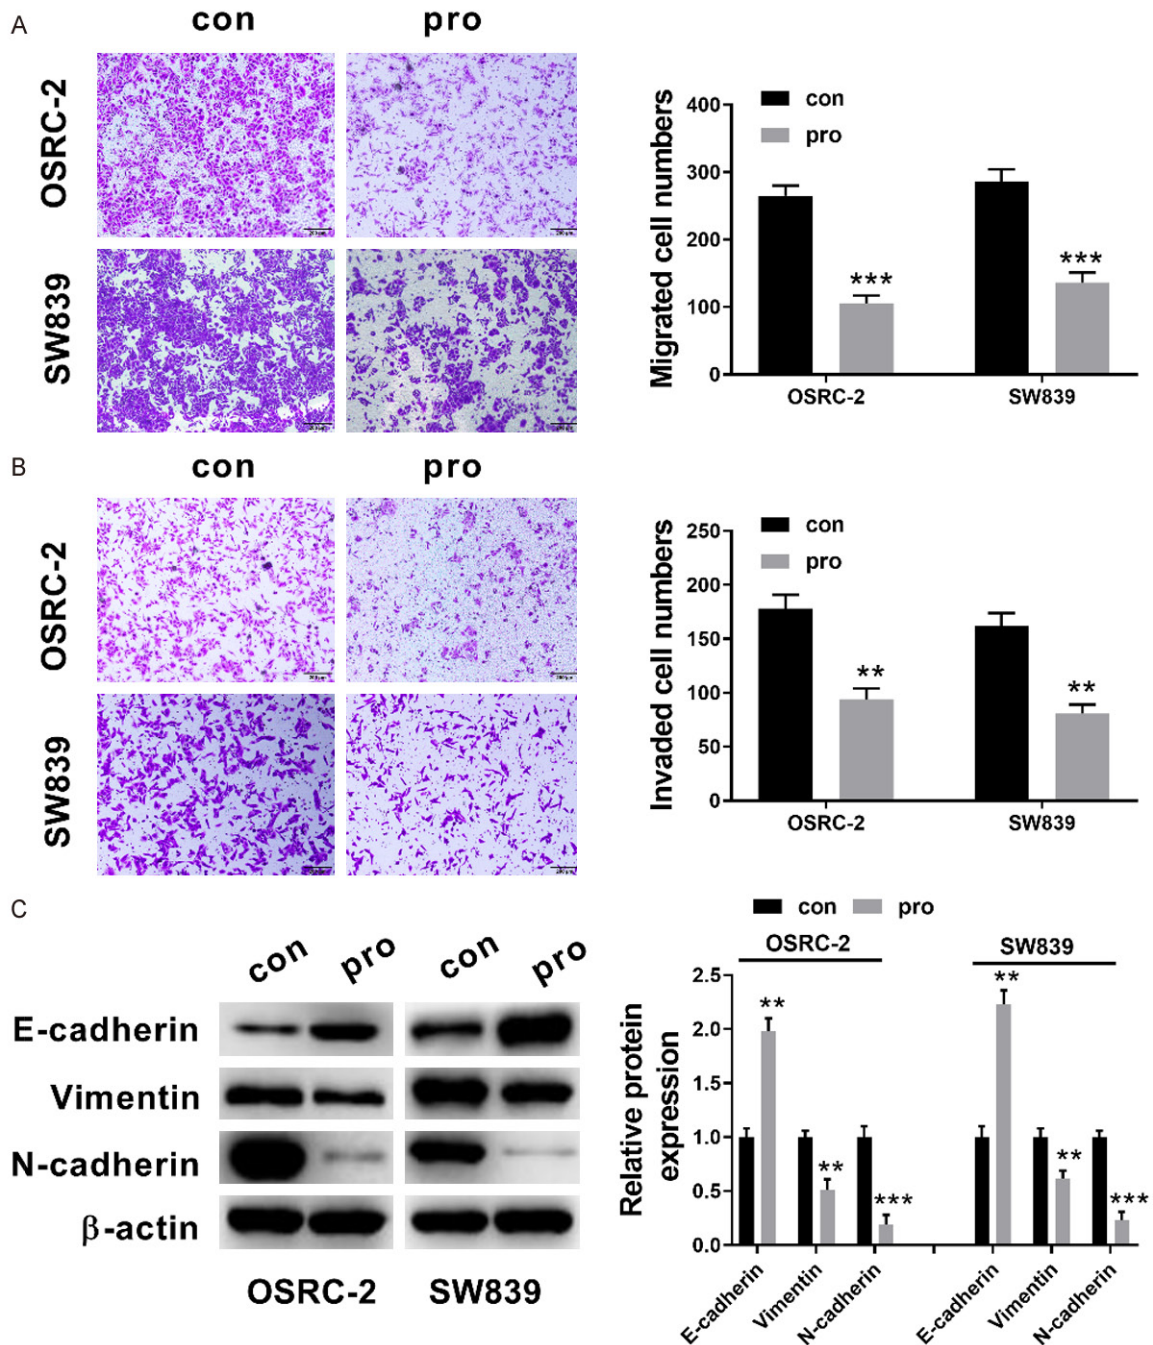 A
con pro
OSRC-2
SW839
400
300
200
100
0
Migrated cell numbers
con
pro
***
***
OSRC-2 SW839
B
con pro
OSRC-2
SW839
250
200
150
100
50
0
Invaded cell numbers
con
pro
**
**
OSRC-2 SW839
C
con pro con pro
E-cadherin
Vimentin
N-cadherin
β-actin
OSRC-2 SW839
con pro
OSRC-2 SW839
2.5
2.0
1.5
1.0
0.5
0.0
Relative protein
expression
**
**
***
**
**
***
E-cadherin
Vimentin
N-cadherin
E-cadherin
Vimentin
N-cadherin